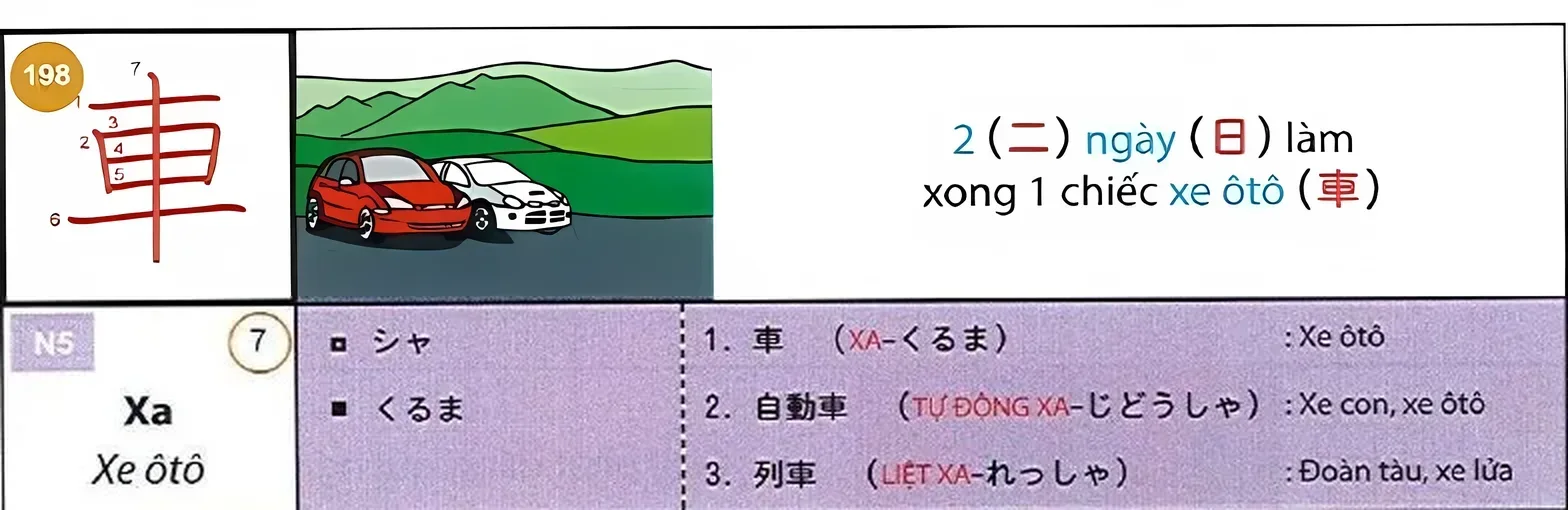 198
車
1
2
3
4
5
6
7
2 (二) ngày (日) làm
xong 1 chiếc xe ôtô (車)
N5
7
Xa
Xe ôtô
シャ
くるま
1. 車 (XA-くるま) : Xe ôtô
2. 自動車 (TỰ ĐỘNG XA-じどうしゃ) : Xe con, xe ôtô
3. 列車 (LIỆT XA-れっしゃ) : Đoàn tàu, xe lửa